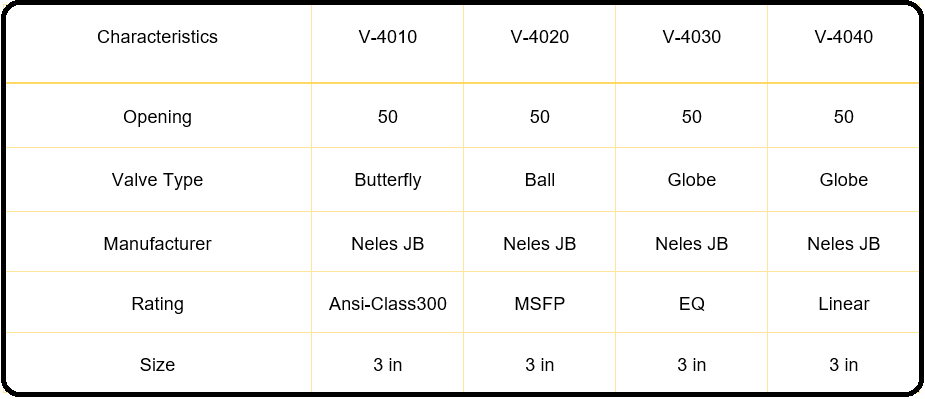 Characteristics V-4010 V-4020 V-4030 V-4040
Opening 50 50 50 50
Valve Type Butterfly Ball Globe Globe
Manufacturer Neles JB Neles JB Neles JB Neles JB
Rating Ansi-Class300 MSFP EQ Linear
Size 3 in 3 in 3 in 3 in